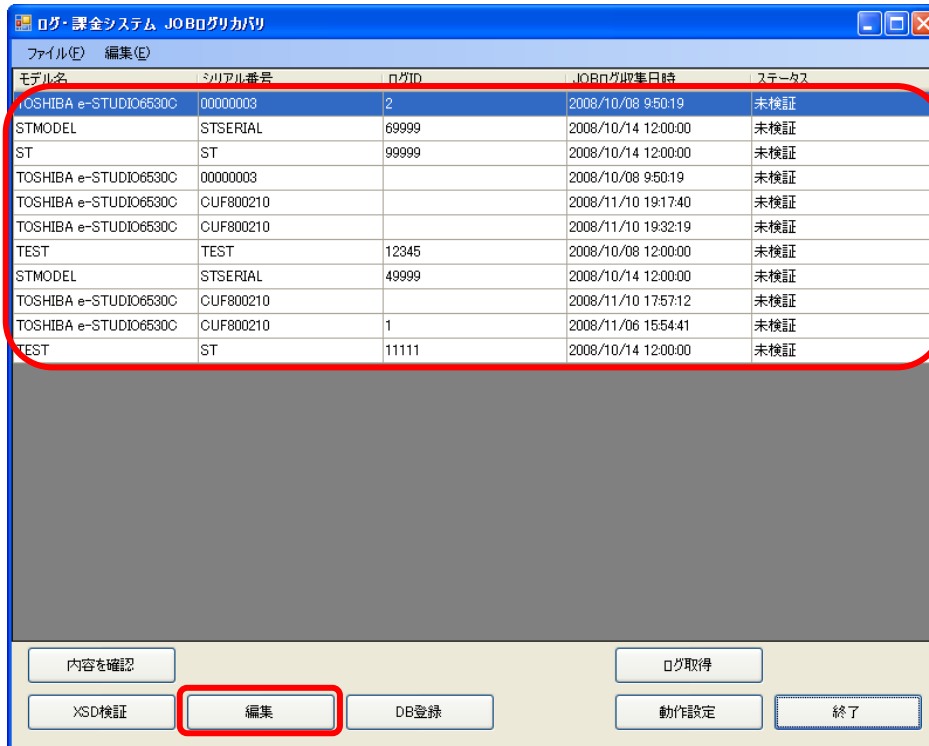 ログ・課金システム JOBログリカバリ
ファイル(F) 編集(E)
モデル名 シリアル番号 ログID JOBログ収集日時 ステータス
TOSHIBA e-STUDIO6530C 00000003 2 2008/10/08 9:50:19 未検証
STMODEL STSERIAL 69999 2008/10/14 12:00:00 未検証
ST ST 99999 2008/10/14 12:00:00 未検証
TOSHIBA e-STUDIO6530C 00000003 2008/10/08 9:50:19 未検証
TOSHIBA e-STUDIO6530C CUF800210 2008/11/10 19:17:40 未検証
TOSHIBA e-STUDIO6530C CUF800210 2008/11/10 19:32:19 未検証
TEST TEST 12345 2008/10/08 12:00:00 未検証
STMODEL STSERIAL 49999 2008/10/14 12:00:00 未検証
TOSHIBA e-STUDIO6530C CUF800210 2008/11/10 17:57:12 未検証
TOSHIBA e-STUDIO6530C CUF800210 1 2008/11/06 15:54:41 未検証
TEST ST 11111 2008/10/14 12:00:00 未検証
内容を確認 ログ取得
XSD検証 編集 DB登録 動作設定 終了